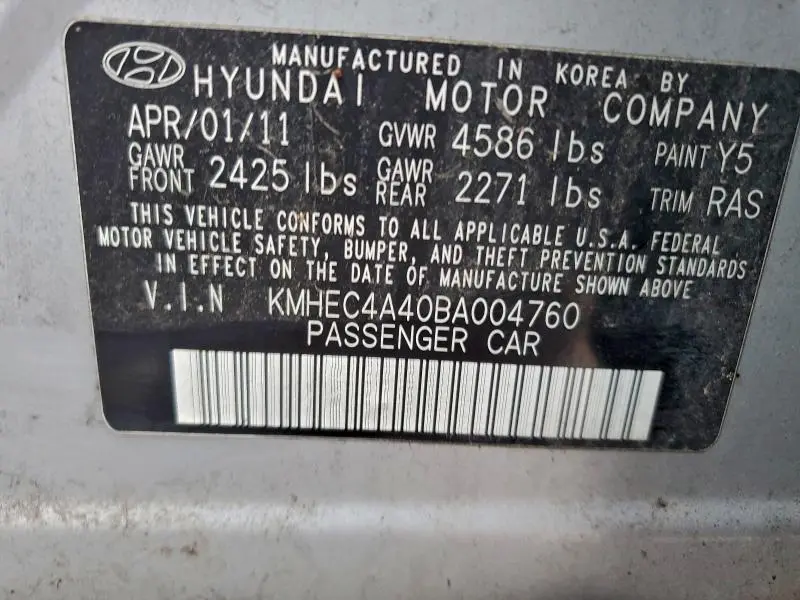 MANUFACTURED IN KOREA BY
HYUNDAI MOTOR COMPANY
APR/01/11 GVWR 4586 lbs PAINT Y5
GAWR FRONT 2425 lbs GAWR REAR 2271 lbs TRIM RAS
THIS VEHICLE CONFORMS TO ALL APPLICABLE U.S.A. FEDERAL
MOTOR VEHICLE SAFETY, BUMPER, AND THEFT PREVENTION STANDARDS
IN EFFECT ON THE DATE OF MANUFACTURE SHOWN ABOVE
V.I.N KMHEC4A40BA004760
PASSENGER CAR